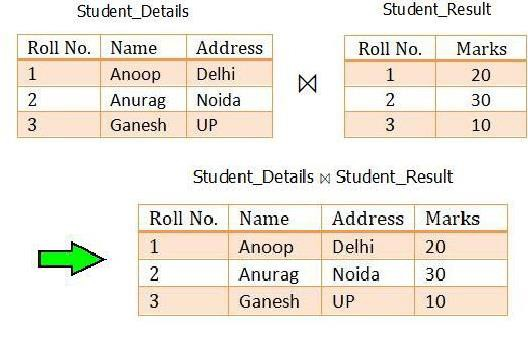 Student_Details
Roll No. Name Address
1 Anoop Delhi
2 Anurag Noida
3 Ganesh UP
⋈
Student_Result
Roll No. Marks
1 20
2 30
3 10
Student_Details ⋈ Student_Result
Roll No. Name Address Marks
1 Anoop Delhi 20
2 Anurag Noida 30
3 Ganesh UP 10